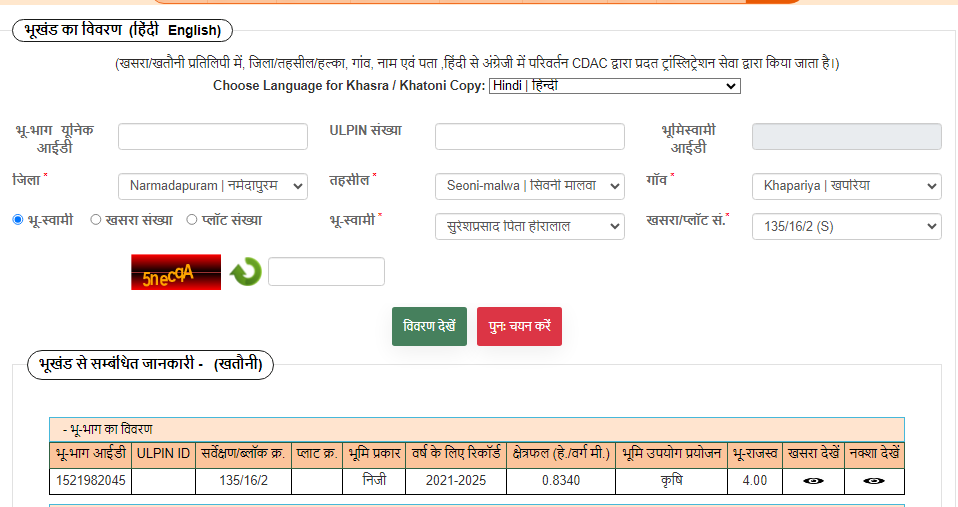 भूखंड का विवरण (हिंदी English)
(खसरा/खतौनी प्रतिलिपी में, जिला/तहसील/हल्का, गांव, नाम एवं पता ,हिंदी से अंग्रेजी में परिवर्तन CDAC द्वारा प्रदत ट्रांस्लिट्रेशन सेवा द्वारा किया जाता है।)
Choose Language for Khasra / Khatoni Copy: Hindi | हिन्दी
भू-भाग यूनिक आईडी ULPIN संख्या भूमिस्वामी आईडी
जिला * Narmadapuram | नर्मदापुरम तहसील * Seoni-malwa | सिवनी मालवा गाँव * Khapariya | खपरिया
भू-स्वामी खसरा संख्या प्लॉट संख्या भू-स्वामी * सुरेशप्रसाद पिता हीरालाल खसरा/प्लॉट सं.* 135/16/2 (S)
5necqA
विवरण देखें पुनः चयन करें
भूखंड से सम्बंधित जानकारी - (खतौनी)
- भू-भाग का विवरण
भू-भाग आईडी ULPIN ID सर्वेक्षण/ब्लॉक क्र. प्लाट क्र. भूमि प्रकार वर्ष के लिए रिकॉर्ड क्षेत्रफल (हे./वर्ग मी.) भूमि उपयोग प्रयोजन भू-राजस्व खसरा देखें नक्शा देखें
1521982045 135/16/2 निजी 2021-2025 0.8340 कृषि 4.00